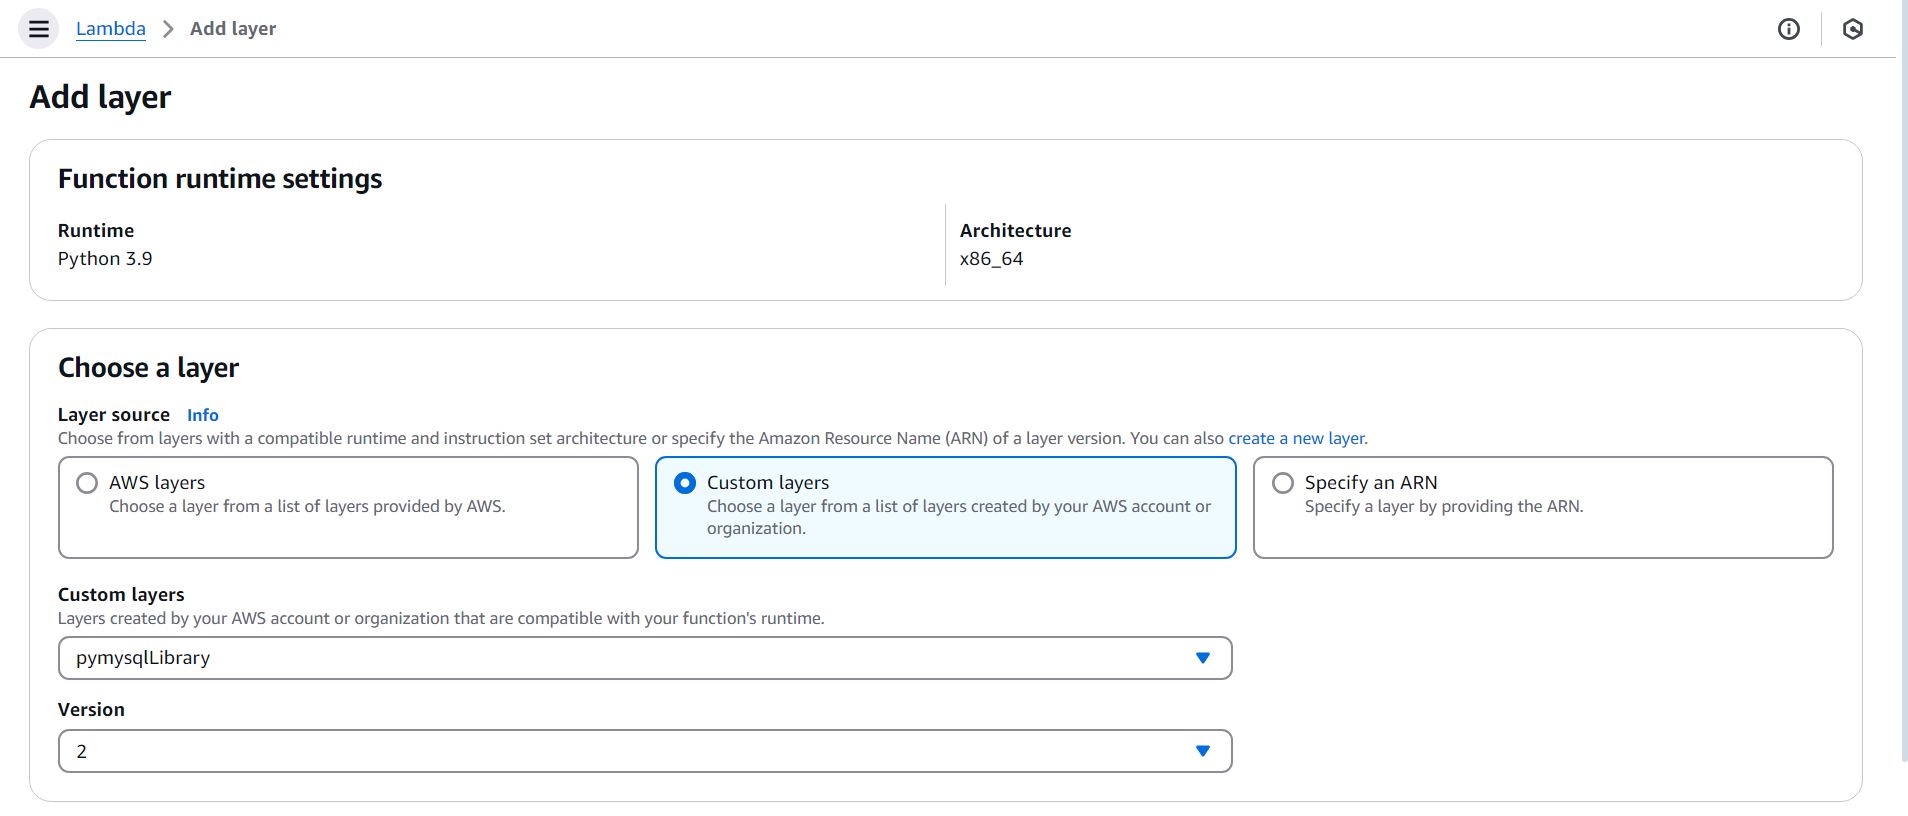 Lambda > Add layer
Add layer
Function runtime settings
Runtime
Python 3.9
Architecture
x86_64
Choose a layer
Layer source Info
Choose from layers with a compatible runtime and instruction set architecture or specify the Amazon Resource Name (ARN) of a layer version. You can also create a new layer.
AWS layers
Choose a layer from a list of layers provided by AWS.
Custom layers
Choose a layer from a list of layers created by your AWS account or
organization.
Specify an ARN
Specify a layer by providing the ARN.
Custom layers
Layers created by your AWS account or organization that are compatible with your function's runtime.
pymysqlLibrary
Version
2